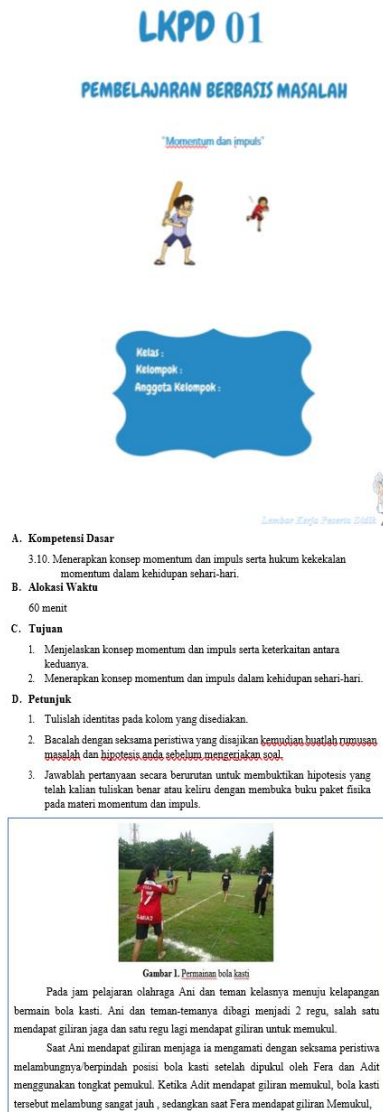 LKPD 01
PEMBELAJARAN BERBASIS MASALAH
"Momentum dan impuls"
Kelas :
Kelompok :
Anggota Kelompok :
Lembar Kerja Peserta Didik
A. Kompetensi Dasar
3.10. Menerapkan konsep momentum dan impuls serta hukum kekekalan
momentum dalam kehidupan sehari-hari.
B. Alokasi Waktu
60 menit
C. Tujuan
1. Menjelaskan konsep momentum dan impuls serta keterkaitan antara
keduanya.
2. Menerapkan konsep momentum dan impuls dalam kehidupan sehari-hari.
D. Petunjuk
1. Tulislah identitas pada kolom yang disediakan.
2. Bacalah dengan seksama peristiwa yang disajikan kemudian buatlah rumusan
masalah dan hipotesis anda sebelum mengerjakan soal.
3. Jawablah pertanyaan secara berurutan untuk membuktikan hipotesis yang
telah kalian tuliskan benar atau keliru dengan membuka buku paket fisika
pada materi momentum dan impuls.
17
Gambar 1. Permainan bola kasti
Pada jam pelajaran olahraga Ani dan teman kelasnya menuju kelapangan
bermain bola kasti. Ani dan teman-temanya dibagi menjadi 2 regu, salah satu
mendapat giliran jaga dan satu regu lagi mendapat giliran untuk memukul.
Saat Ani mendapat giliran menjaga ia mengamati dengan seksama peristiwa
melambungnya/berpindah posisi bola kasti setelah dipukul oleh Fera dan Adit
menggunakan tongkat pemukul. Ketika Adit mendapat giliran memukul, bola kasti
tersebut melambung sangat jauh , sedangkan saat Fera mendapat giliran Memukul,